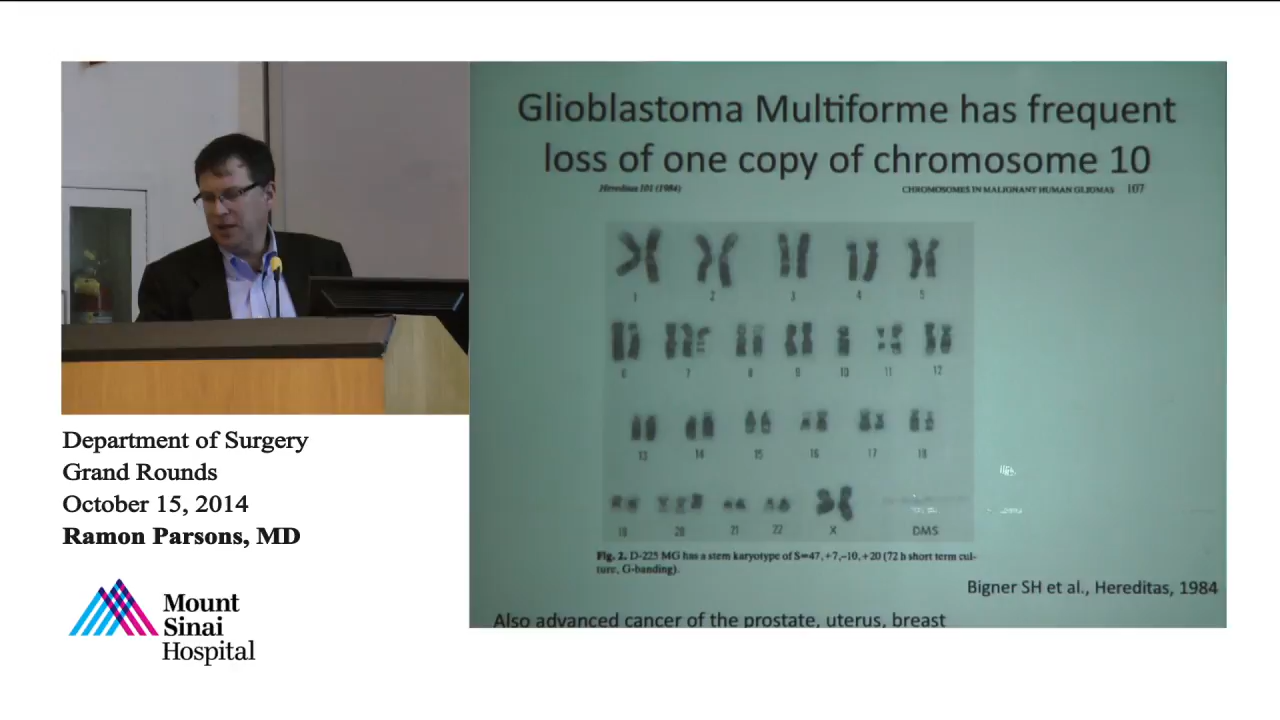 Glioblastoma Multiforme has frequent
loss of one copy of chromosome 10
Hereditas 101 (1984)
CHROMOSOMES IN MALIGNANT HUMAN GLIOMAS 107
1 2 3 4 5
6 7 8 9 10 11 12
13 14 15 16 17 18
19 20 21 22 X DMS
Fig. 2. D-225 MG has a stem karyotype of S=47,+7,–10,+20 (72 h short term cul-
ture, G-banding).
Bigner SH et al., Hereditas, 1984
Also advanced cancer of the prostate, uterus, breast
Department of Surgery
Grand Rounds
October 15, 2014
Ramon Parsons, MD
Mount
Sinai
Hospital